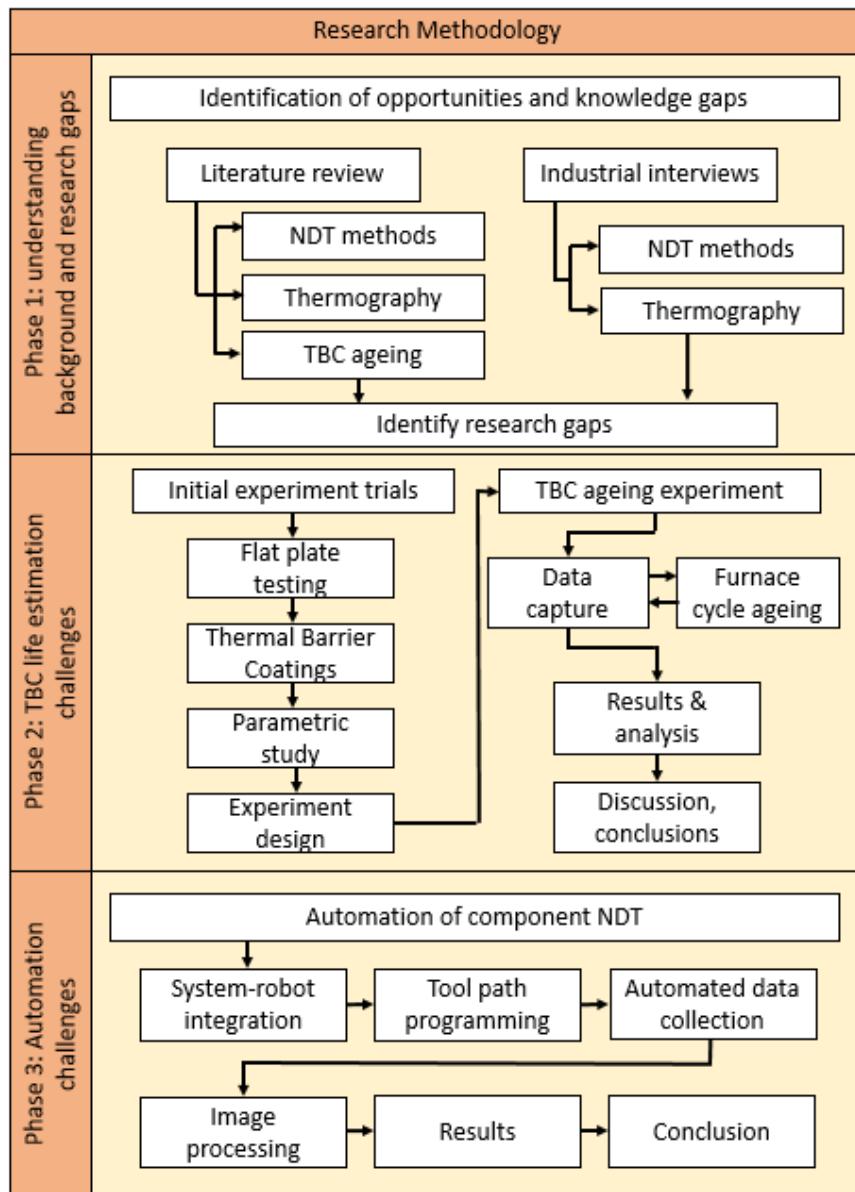 Research Methodology
Phase 1: understanding
background and research gaps
Identification of opportunities and knowledge gaps
Literature review
NDT methods
Thermography
TBC ageing
Industrial interviews
NDT methods
Thermography
Identify research gaps
Phase 2: TBC life estimation
challenges
Initial experiment trials
Flat plate
testing
Thermal Barrier
Coatings
Parametric
study
Experiment
design
TBC ageing experiment
Data
capture
Furnace
cycle ageing
Results &
analysis
Discussion,
conclusions
Phase 3: Automation
challenges
Automation of component NDT
System-robot
integration
Tool path
programming
Automated data
collection
Image
processing
Results
Conclusion